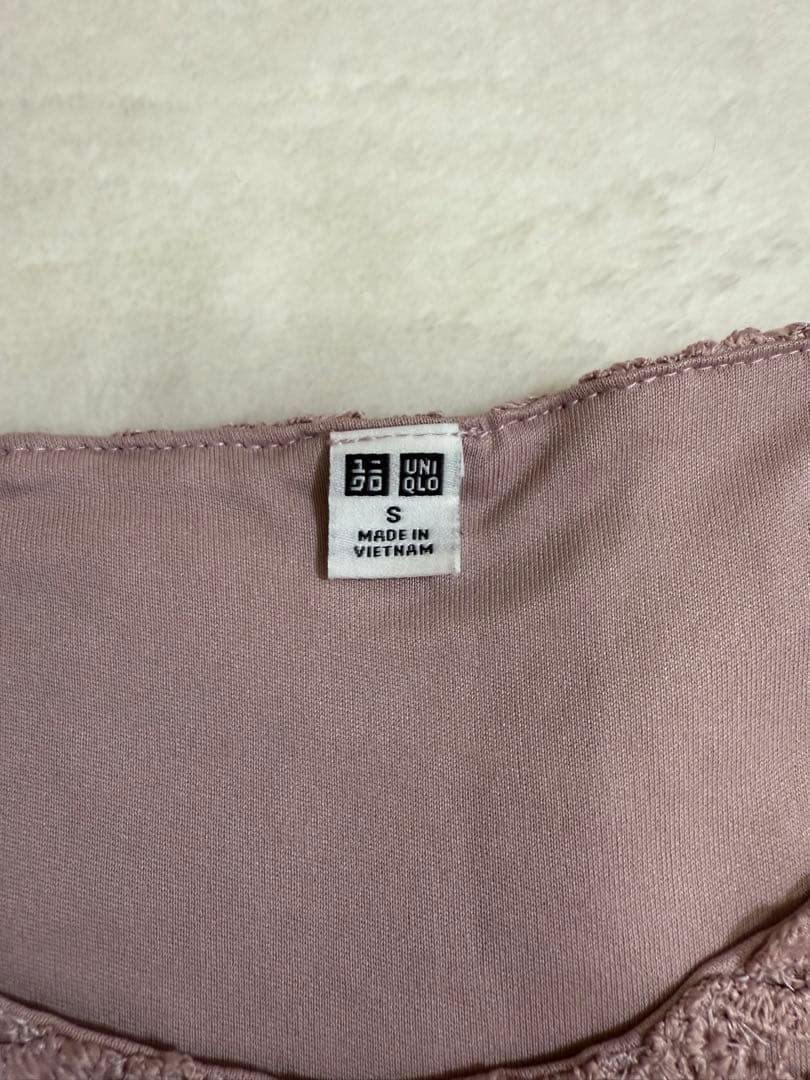 ユニ UNI
クロ QLO
S
MADE IN
VIETNAM